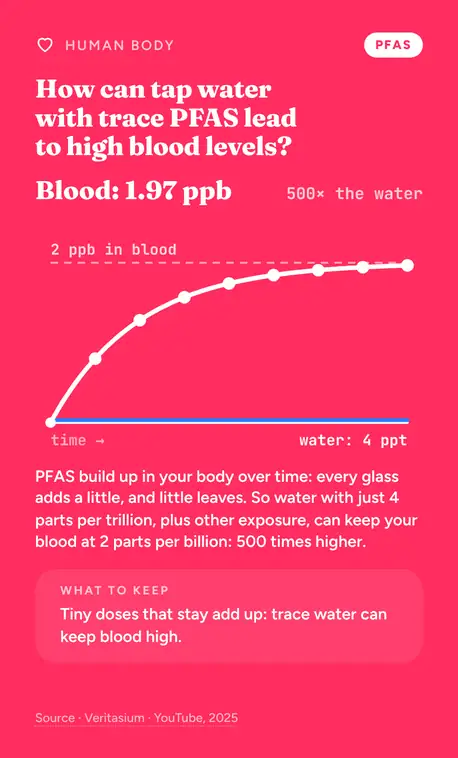 HUMAN BODY
PFAS
How can tap water
with trace PFAS lead
to high blood levels?
Blood: 1.97 ppb
500× the water
2 ppb in blood
time →
water: 4 ppt
PFAS build up in your body over time: every glass
adds a little, and little leaves. So water with just 4
parts per trillion, plus other exposure, can keep your
blood at 2 parts per billion: 500 times higher.
WHAT TO KEEP
Tiny doses that stay add up: trace water can
keep blood high.
Source · Veritasium · YouTube, 2025